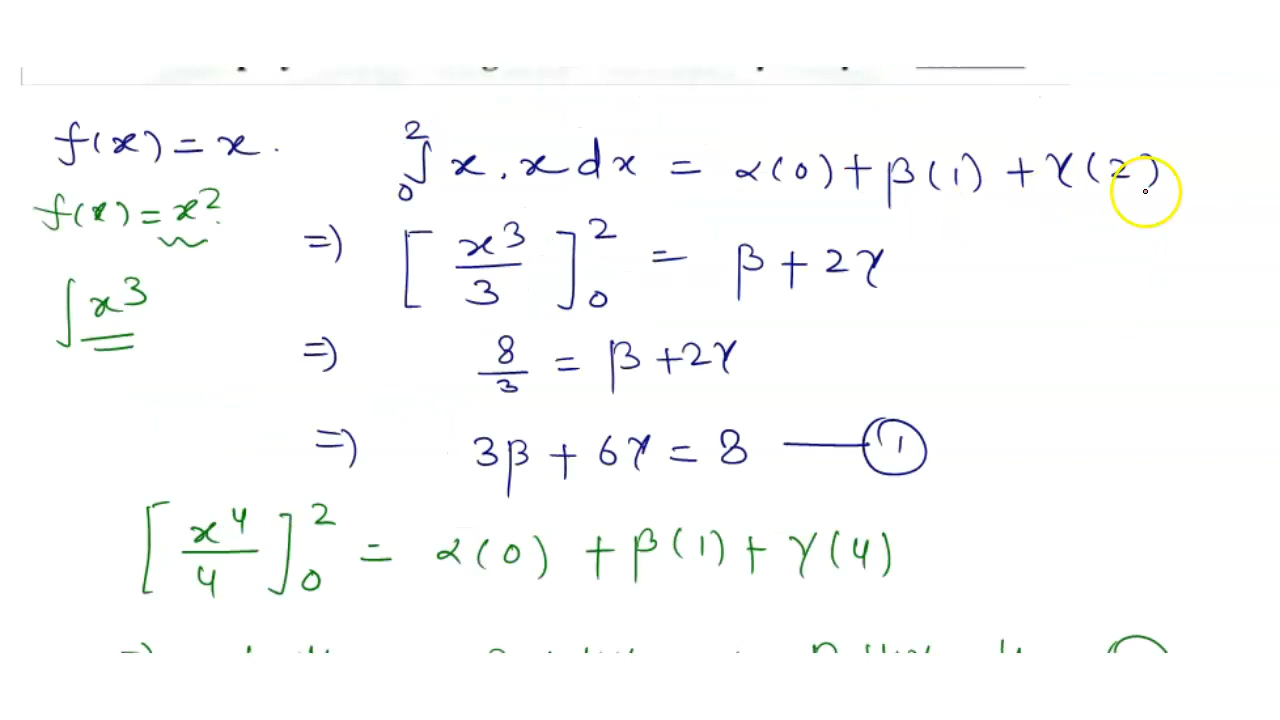 f(x) = x.
∫₀² x . x dx = α(0) + β(1) + γ(2)
f(x) = x².
⇒ [x³/3]₀² = β + 2γ
∫x³
⇒ 8/3 = β + 2γ
⇒ 3β + 6γ = 8 —— ①
[x⁴/4]₀² = α(0) + β(1) + γ(4)